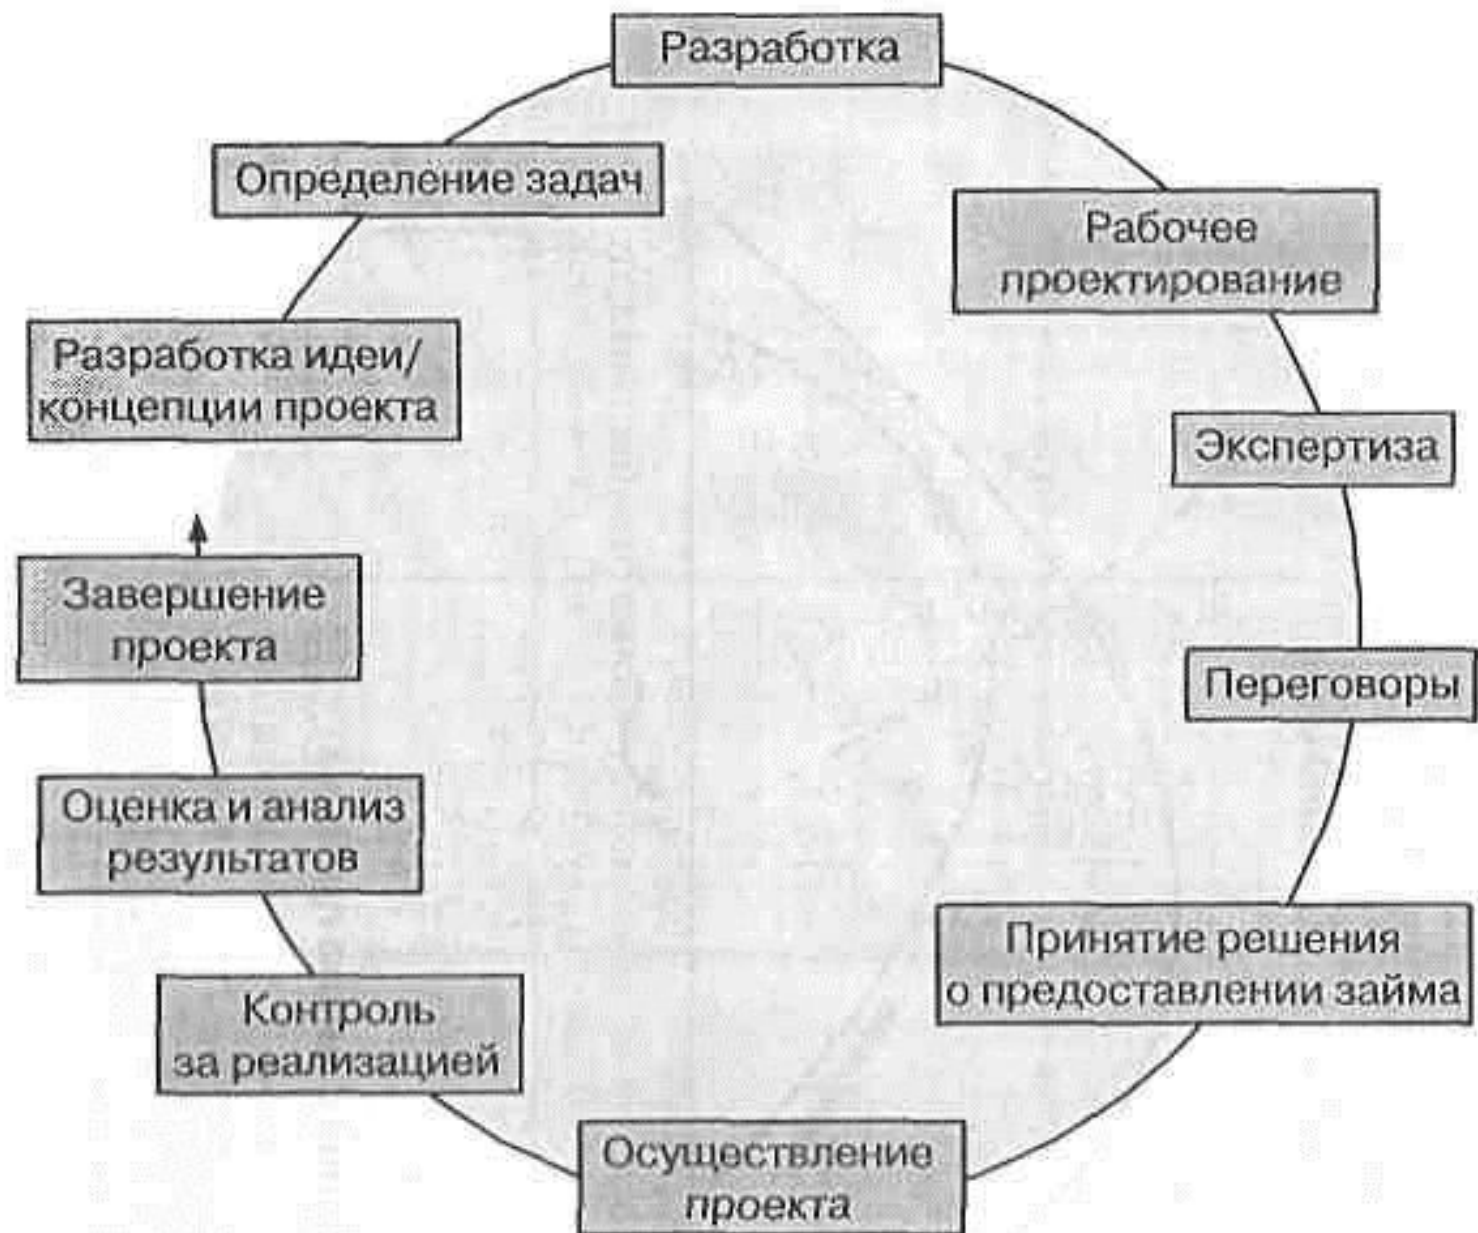 Разработка
Определение задач
Рабочее
проектирование
Разработка идеи/
концепции проекта
Экспертиза
Завершение
проекта
Переговоры
Оценка и анализ
результатов
Принятие решения
о предоставлении займа
Контроль
за реализацией
Осуществление
проекта